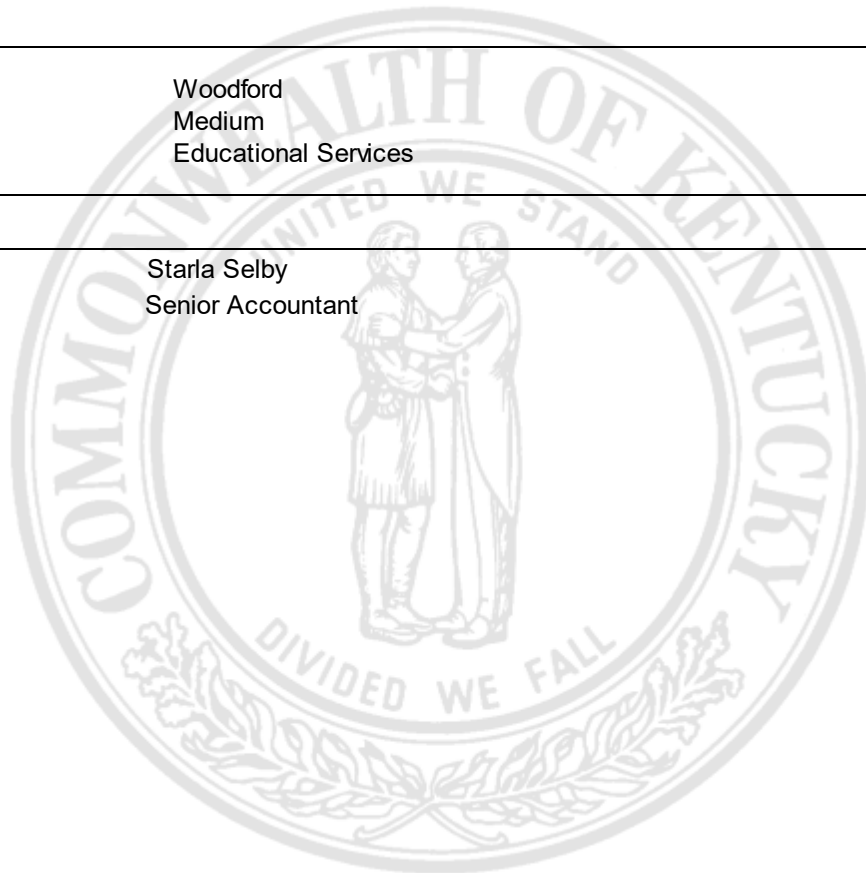 Woodford
Medium
Educational Services
Starla Selby
Senior Accountant
COMMONWEALTH OF KENTUCKY
UNITED WE STAND
DIVIDED WE FALL